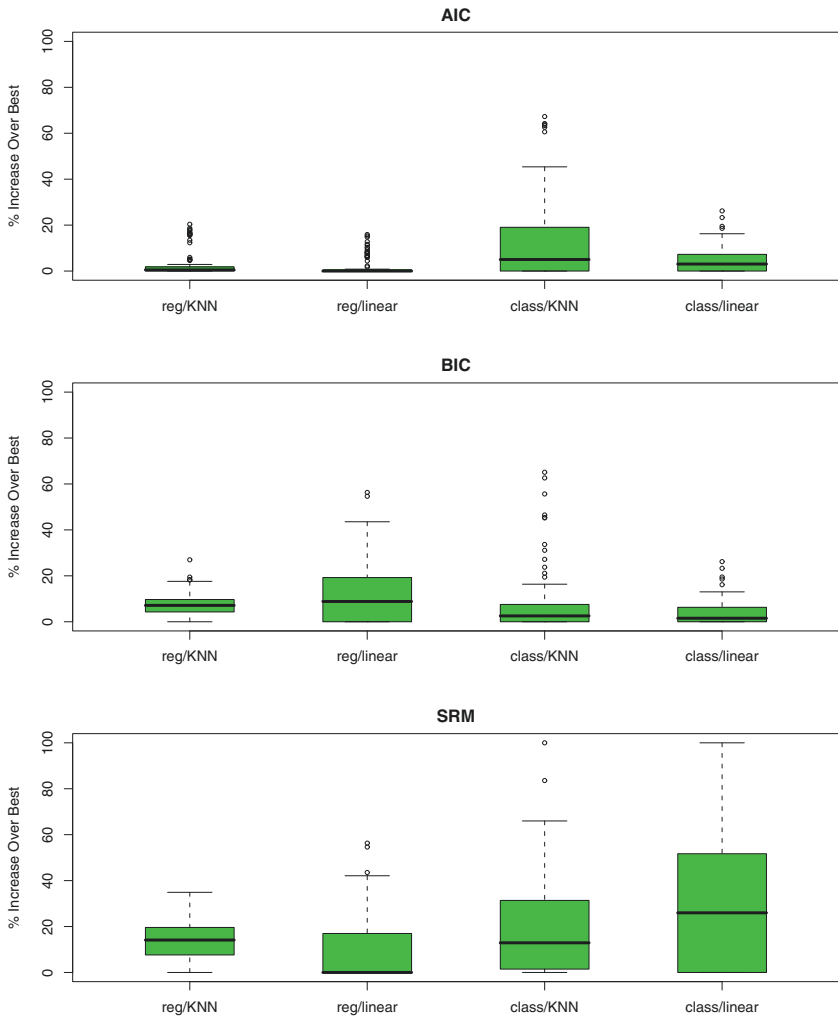 AIC
% Increase Over Best
100
80
60
40
20
0
reg/KNN reg/linear class/KNN class/linear
BIC
% Increase Over Best
100
80
60
40
20
0
reg/KNN reg/linear class/KNN class/linear
SRM
% Increase Over Best
100
80
60
40
20
0
reg/KNN reg/linear class/KNN class/linear